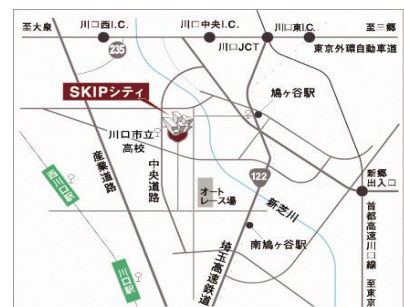 至大泉
川口西I.C.
川口中央I.C.
川口東I.C.
至三郷
235
川口JCT
東京外環自動車道
SKIPシティ
鳩ヶ谷駅
川口市立
高校
産業道路
中央道路
122
新郷
出入口
西川口駅
オート
レース場
新芝川
川口駅
南鳩ヶ谷駅
埼玉高速鉄道
首都高速川口線
至東京